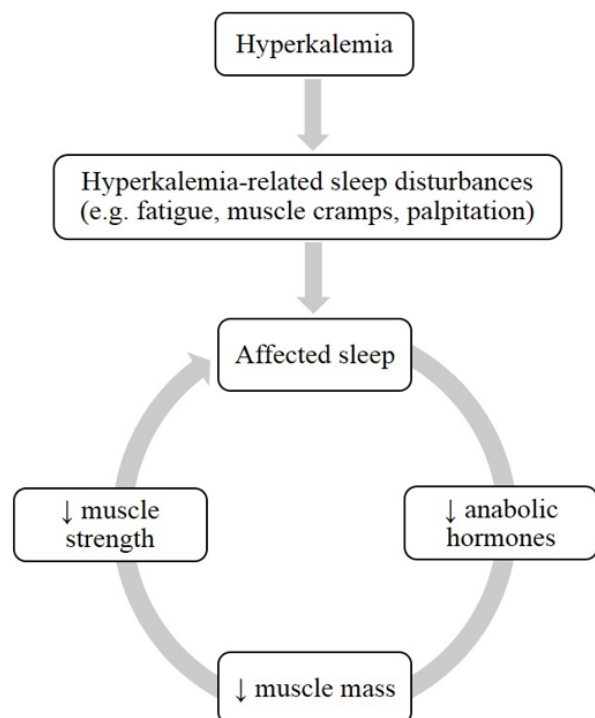 Hyperkalemia
Hyperkalemia-related sleep disturbances
(e.g. fatigue, muscle cramps, palpitation)
Affected sleep
↓ muscle
strength
↓ anabolic
hormones
↓ muscle mass